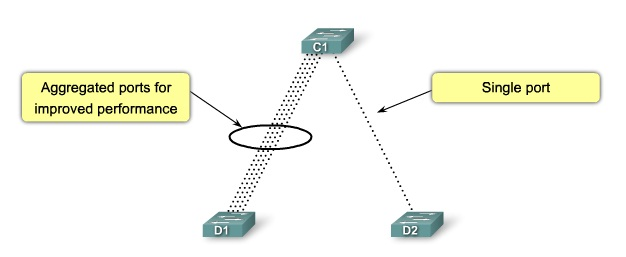 C1
Aggregated ports for
improved performance
Single port
D1
D2